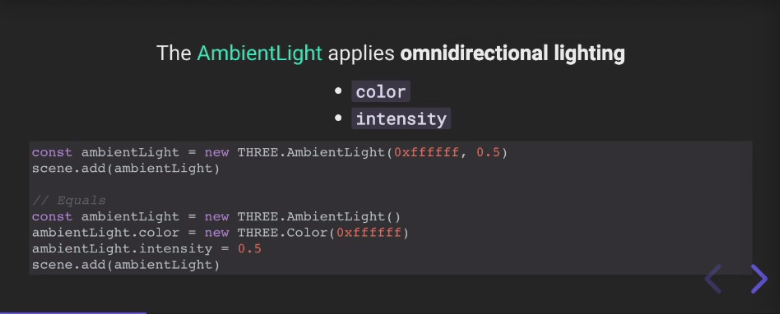 The AmbientLight applies omnidirectional lighting
• color
• intensity
const ambientLight = new THREE.AmbientLight(0xffffff, 0.5)
scene.add(ambientLight)
// Equals
const ambientLight = new THREE.AmbientLight()
ambientLight.color = new THREE.Color(0xffffff)
ambientLight.intensity = 0.5
scene.add(ambientLight)